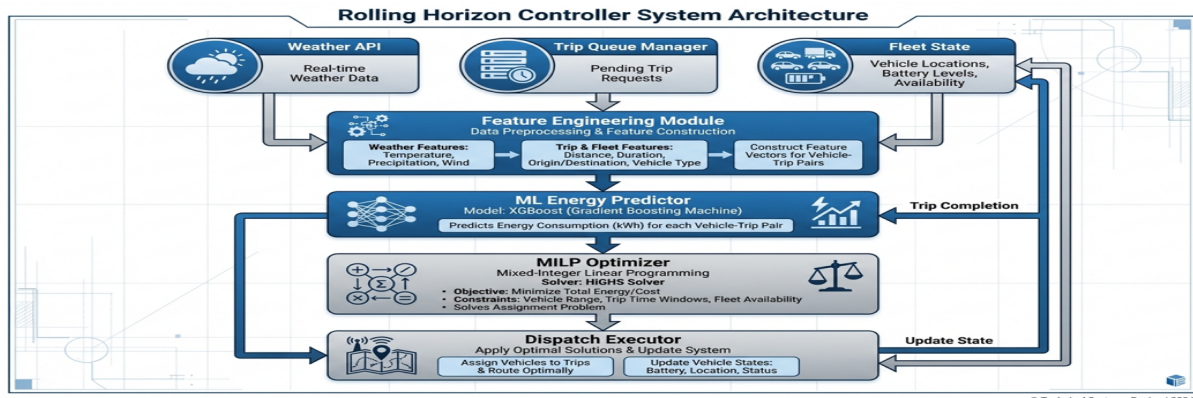 Rolling Horizon Controller System Architecture
Weather API
Real-time
Weather Data
Trip Queue Manager
Pending Trip
Requests
Fleet State
Vehicle Locations,
Battery Levels,
Availability
Feature Engineering Module
Data Preprocessing & Feature Construction
Weather Features:
Temperature,
Precipitation, Wind
Trip & Fleet Features:
Distance, Duration,
Origin/Destination, Vehicle Type
Construct Feature
Vectors for Vehicle-
Trip Pairs
ML Energy Predictor
Model: XGBoost (Gradient Boosting Machine)
Predicts Energy Consumption (kWh) for each Vehicle-Trip Pair
Trip Completion
MILP Optimizer
Mixed-Integer Linear Programming
Solver: HiGHS Solver
• Objective: Minimize Total Energy/Cost
• Constraints: Vehicle Range, Trip Time Windows, Fleet Availability
• Solves Assignment Problem
Dispatch Executor
Apply Optimal Solutions & Update System
Assign Vehicles to Trips
& Route Optimally
Update Vehicle States:
Battery, Location, Status
Update State